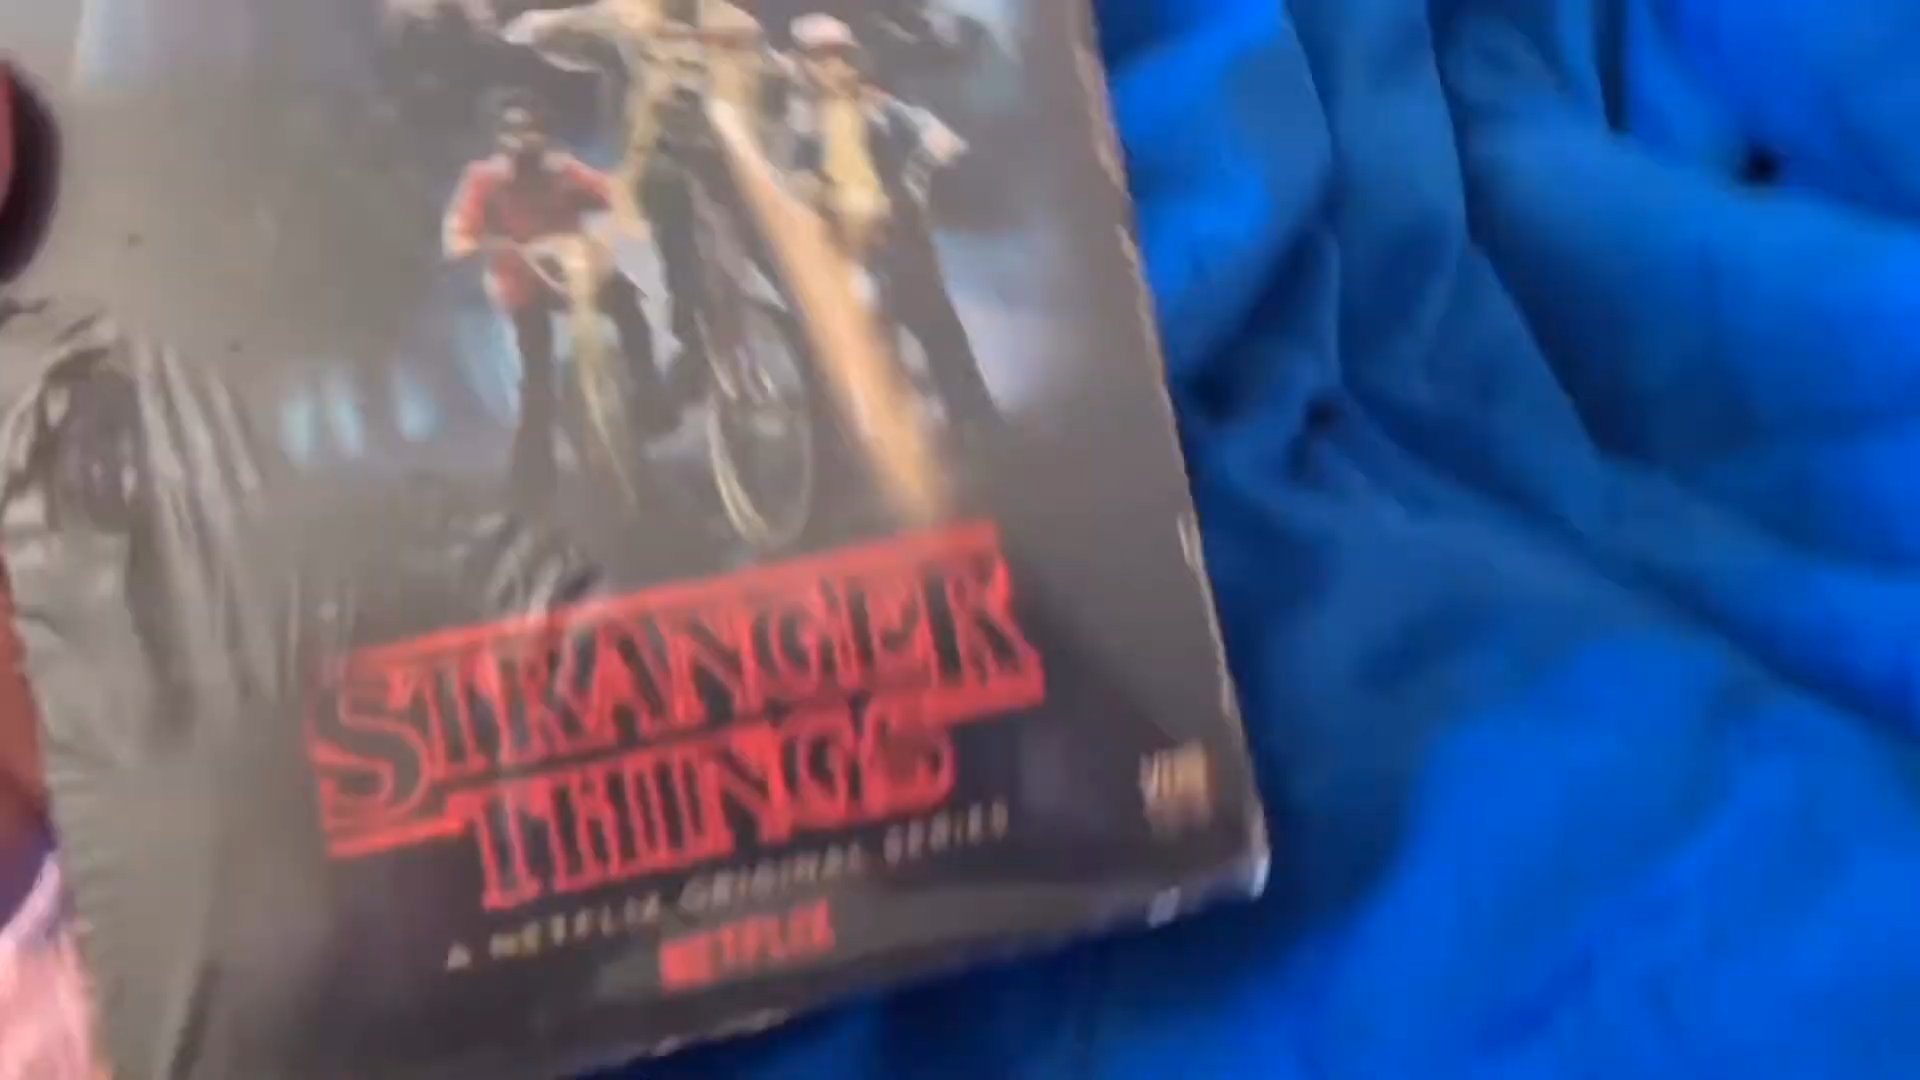 STRANGER
THINGS
A NETFLIX ORIGINAL SERIES
NETFLIX